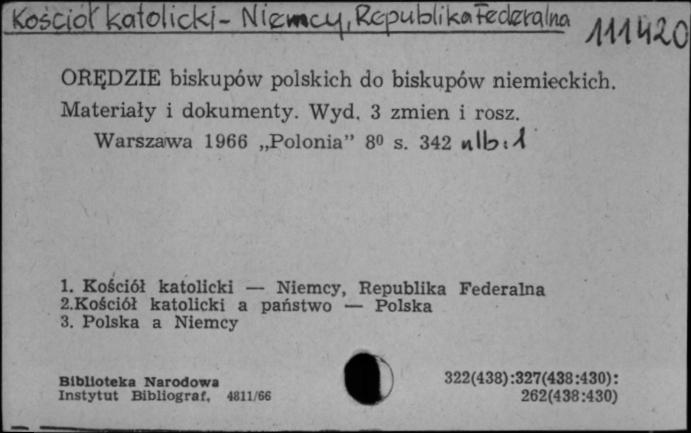 Kościół katolicki - Niemcy, Republika Federalna
111420
ORĘDZIE biskupów polskich do biskupów niemieckich.
Materiały i dokumenty. Wyd. 3 zmien i rosz.
Warszawa 1966 „Polonia” 8⁰ s. 342 nlb: 1
1. Kościół katolicki — Niemcy, Republika Federalna
2.Kościół katolicki a państwo — Polska
3. Polska a Niemcy
Biblioteka Narodowa
Instytut Bibliograf. 4811/66
322(438):327(438:430):
262(438:430)